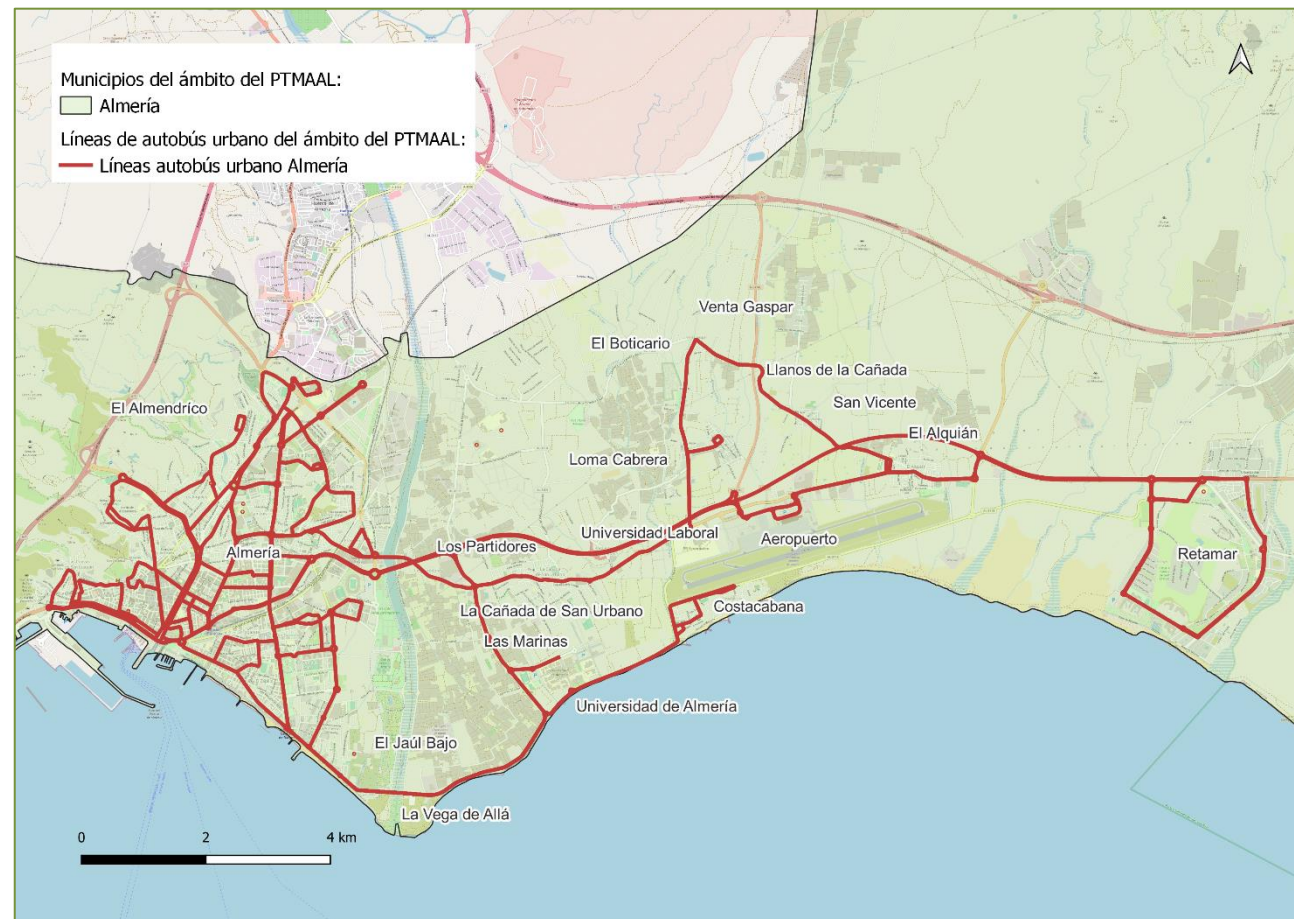 Municipios del ámbito del PTMAAL:
Almería
Líneas de autobús urbano del ámbito del PTMAAL:
Líneas autobús urbano Almería
Venta Gaspar
El Boticario
Llanos de la Cañada
El Almendríco
San Vicente
El Alquián
Loma Cabrera
Universidad Laboral
Aeropuerto
Los Partidores
Almería
Retamar
La Cañada de San Urbano
Costacabana
Las Marinas
Universidad de Almería
El Jaúl Bajo
La Vega de Allá
0 2 4 km